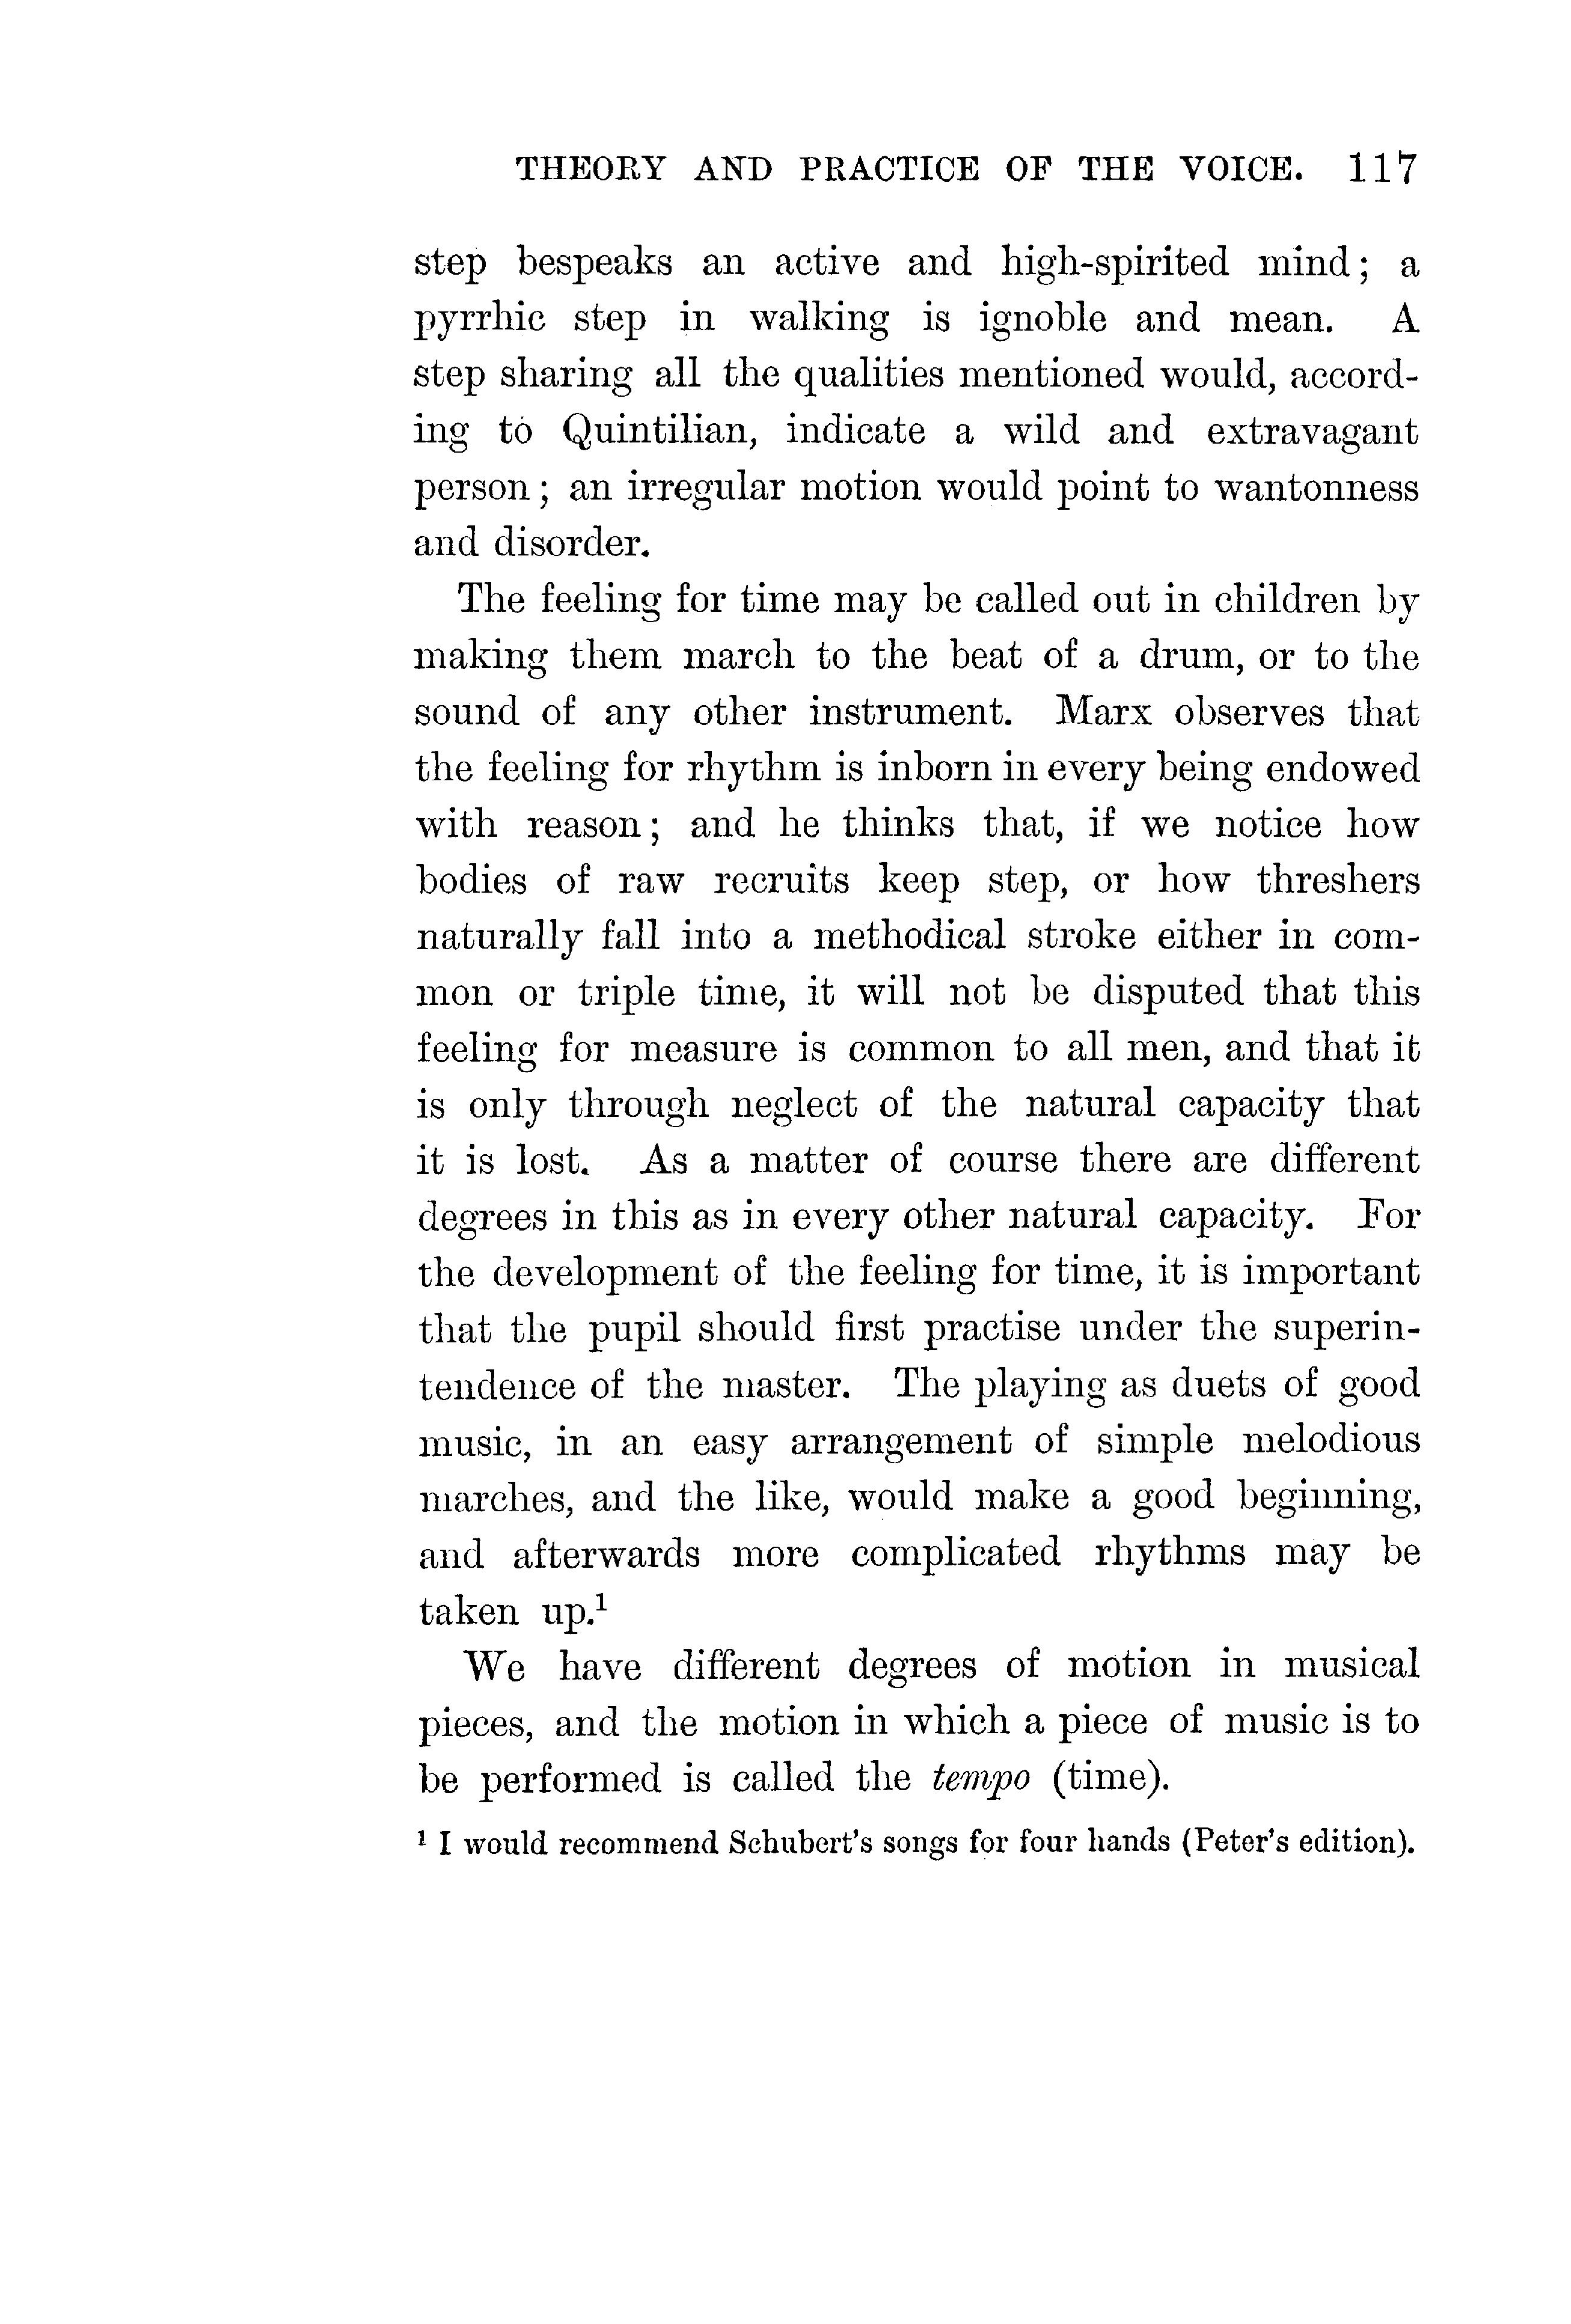 THEORY AND PRACTICE OF THE VOICE. 117
step bespeaks an active and high-spirited mind; a
pyrrhic step in walking is ignoble and mean. A
step sharing all the qualities mentioned would, accord-
ing to Quintilian, indicate a wild and extravagant
person; an irregular motion would point to wantonness
and disorder.
The feeling for time may be called out in children by
making them march to the beat of a drum, or to the
sound of any other instrument. Marx observes that
the feeling for rhythm is inborn in every being endowed
with reason; and he thinks that, if we notice how
bodies of raw recruits keep step, or how threshers
naturally fall into a methodical stroke either in com-
mon or triple time, it will not be disputed that this
feeling for measure is common to all men, and that it
is only through neglect of the natural capacity that
it is lost. As a matter of course there are different
degrees in this as in every other natural capacity. For
the development of the feeling for time, it is important
that the pupil should first practise under the superin-
tendence of the master. The playing as duets of good
music, in an easy arrangement of simple melodious
marches, and the like, would make a good beginning,
and afterwards more complicated rhythms may be
taken up.¹
We have different degrees of motion in musical
pieces, and the motion in which a piece of music is to
be performed is called the tempo (time).
¹ I would recommend Schubert's songs for four hands (Peter's edition).